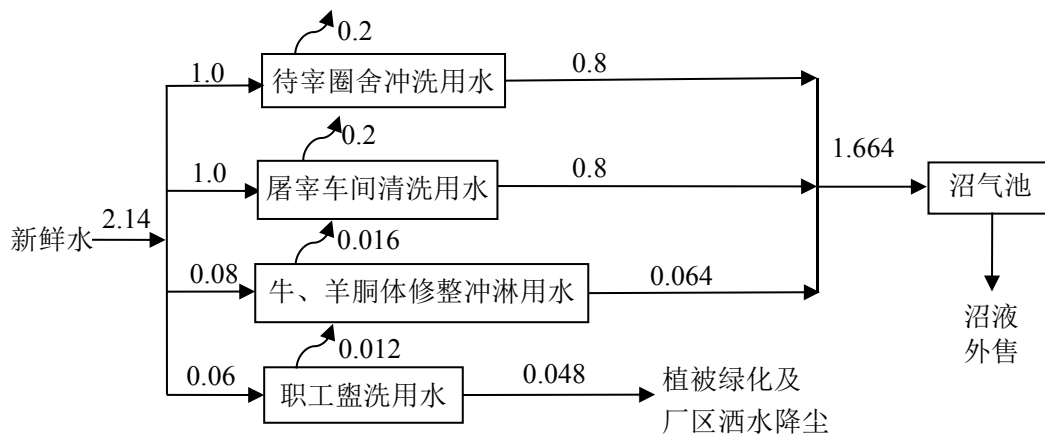 0.2
1.0
待宰圈舍冲洗用水
0.8
0.2
1.0
屠宰车间清洗用水
0.8
1.664
沼气池
新鲜水
2.14
0.016
0.08
牛、羊胴体修整冲淋用水
0.064
沼液
外售
0.012
0.06
职工盥洗用水
0.048
植被绿化及
厂区洒水降尘